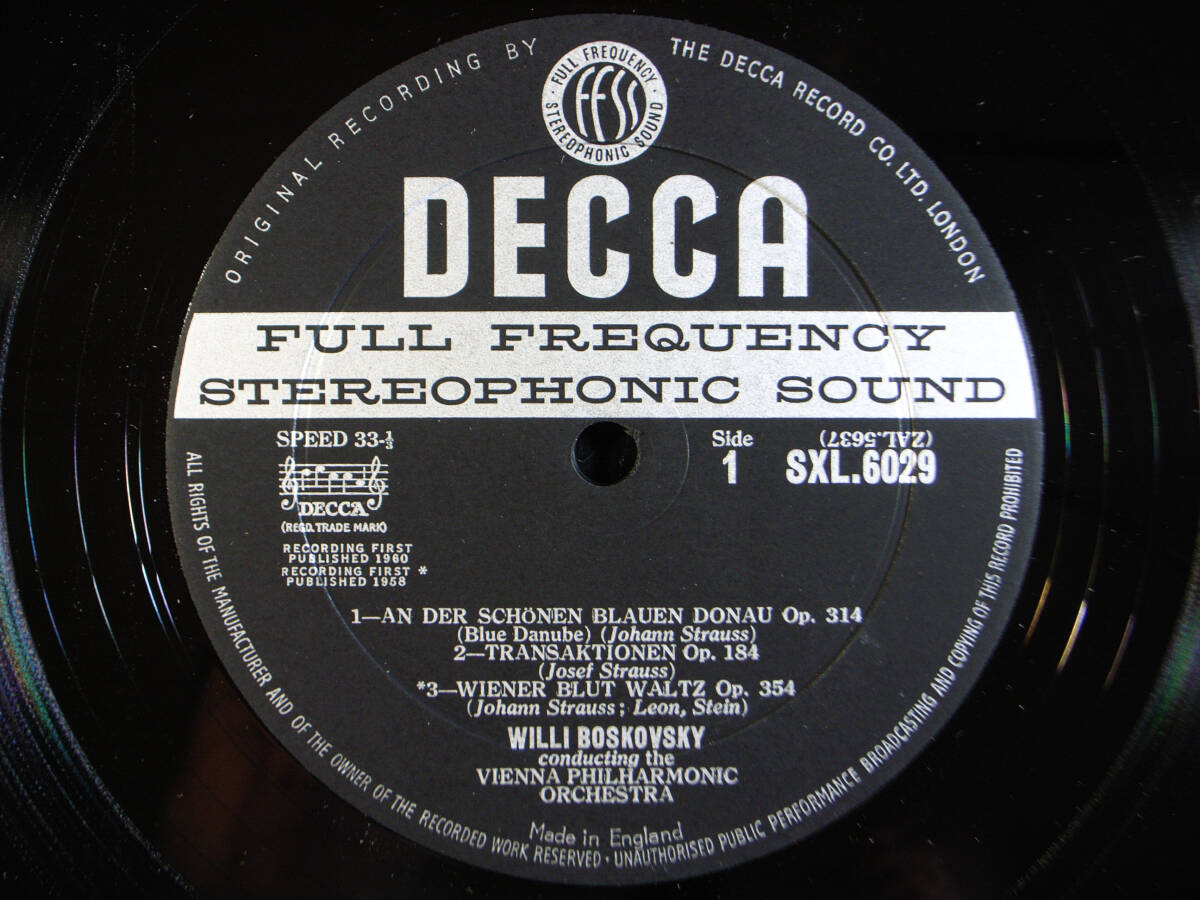 ORIGINAL RECORDING BY THE DECCA RECORD CO. LTD. LONDON
· FULL FREQUENCY · STEREOPHONIC SOUND
FFSS
DECCA
FULL FREQUENCY
STEREOPHONIC SOUND
SPEED 33-⅓
Side
1
(ZAL.5637)
SXL.6029
DECCA
(REGD. TRADE MARK)
RECORDING FIRST
PUBLISHED 1960
RECORDING FIRST *
PUBLISHED 1958
1—AN DER SCHÖNEN BLAUEN DONAU Op. 314
(Blue Danube) (Johann Strauss)
2—TRANSAKTIONEN Op. 184
(Josef Strauss)
*3—WIENER BLUT WALTZ Op. 354
(Johann Strauss; Leon, Stein)
WILLI BOSKOVSKY
conducting the
VIENNA PHILHARMONIC
ORCHESTRA
Made in England
ALL RIGHTS OF THE MANUFACTURER AND OF THE OWNER OF THE RECORDED WORK RESERVED · UNAUTHORISED PUBLIC PERFORMANCE BROADCASTING AND COPYING OF THIS RECORD PROHIBITED